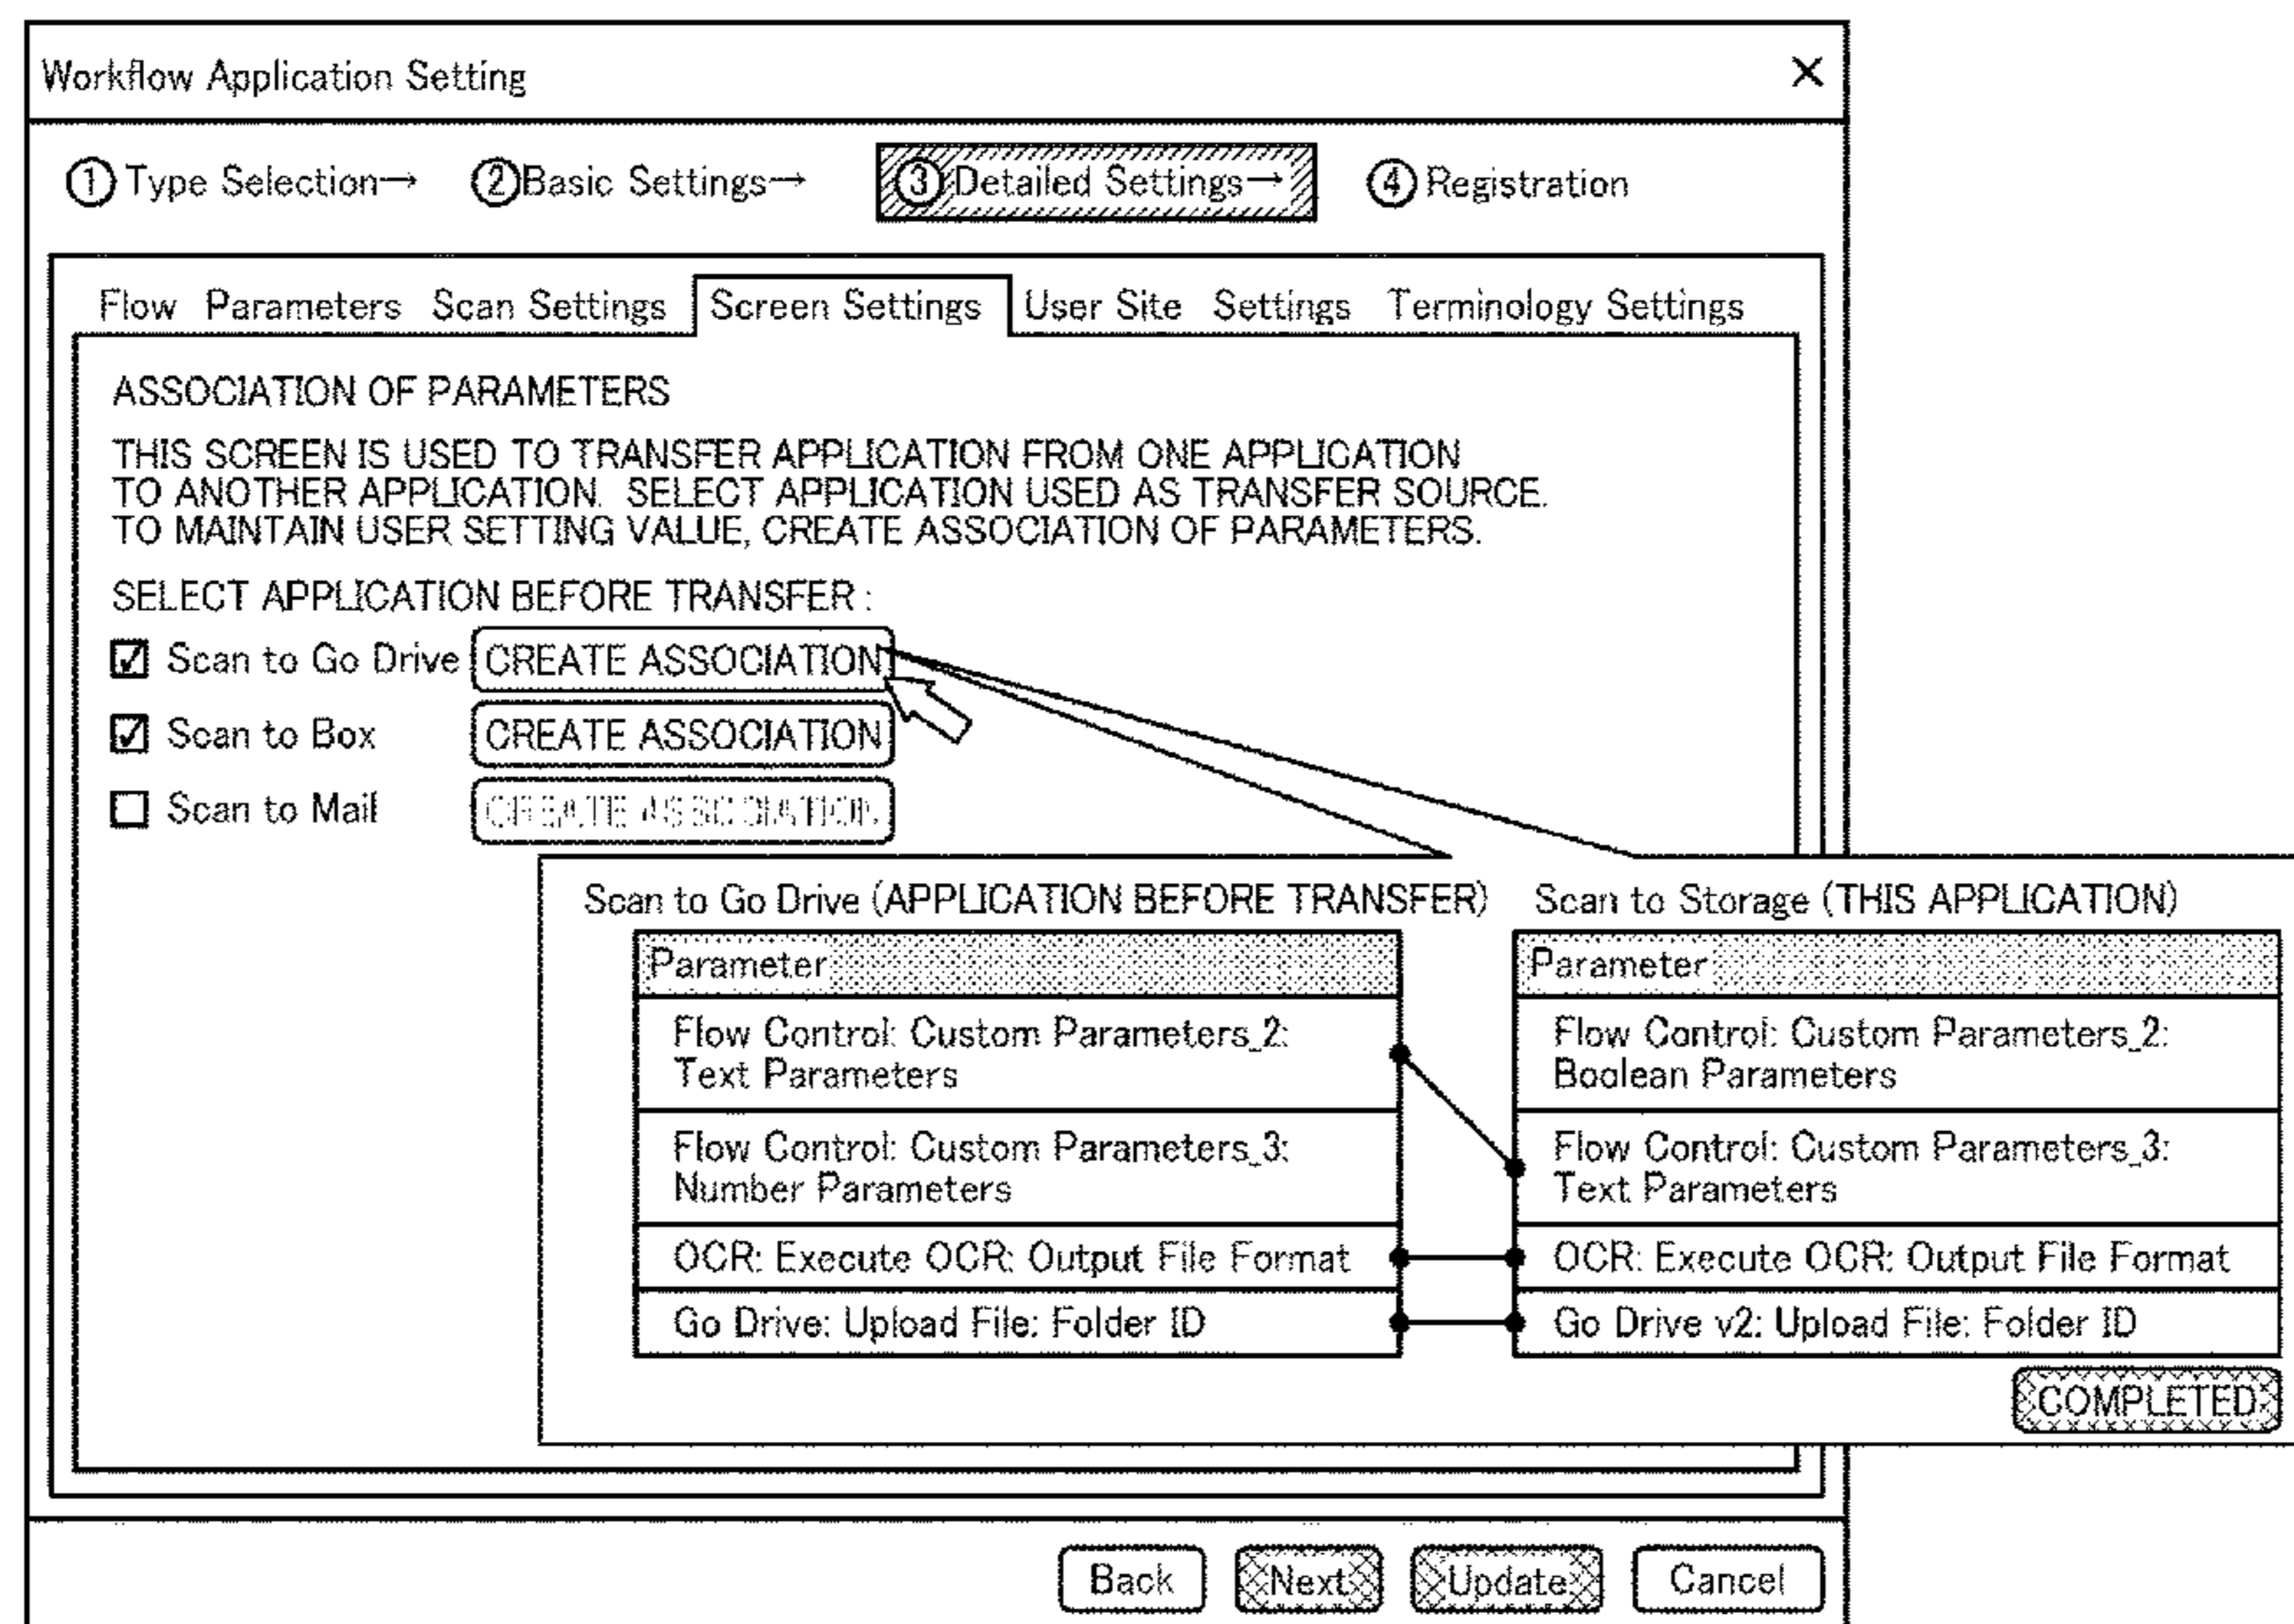 Workflow Application Setting ×
① Type Selection→ ②Basic Settings→ ③Detailed Settings→ ④ Registration
Flow Parameters Scan Settings Screen Settings User Site Settings Terminology Settings
ASSOCIATION OF PARAMETERS
THIS SCREEN IS USED TO TRANSFER APPLICATION FROM ONE APPLICATION
TO ANOTHER APPLICATION. SELECT APPLICATION USED AS TRANSFER SOURCE.
TO MAINTAIN USER SETTING VALUE, CREATE ASSOCIATION OF PARAMETERS.
SELECT APPLICATION BEFORE TRANSFER :
Scan to Go Drive CREATE ASSOCIATION
Scan to Box CREATE ASSOCIATION
Scan to Mail CREATE ASSOCIATION
Scan to Go Drive (APPLICATION BEFORE TRANSFER)
Parameter
Flow Control: Custom Parameters_2:
Text Parameters
Flow Control: Custom Parameters_3:
Number Parameters
OCR: Execute OCR: Output File Format
Go Drive: Upload File: Folder ID
Scan to Storage (THIS APPLICATION)
Parameter
Flow Control: Custom Parameters_2:
Boolean Parameters
Flow Control: Custom Parameters_3:
Text Parameters
OCR: Execute OCR: Output File Format
Go Drive v2: Upload File: Folder ID
COMPLETED
Back Next Update Cancel